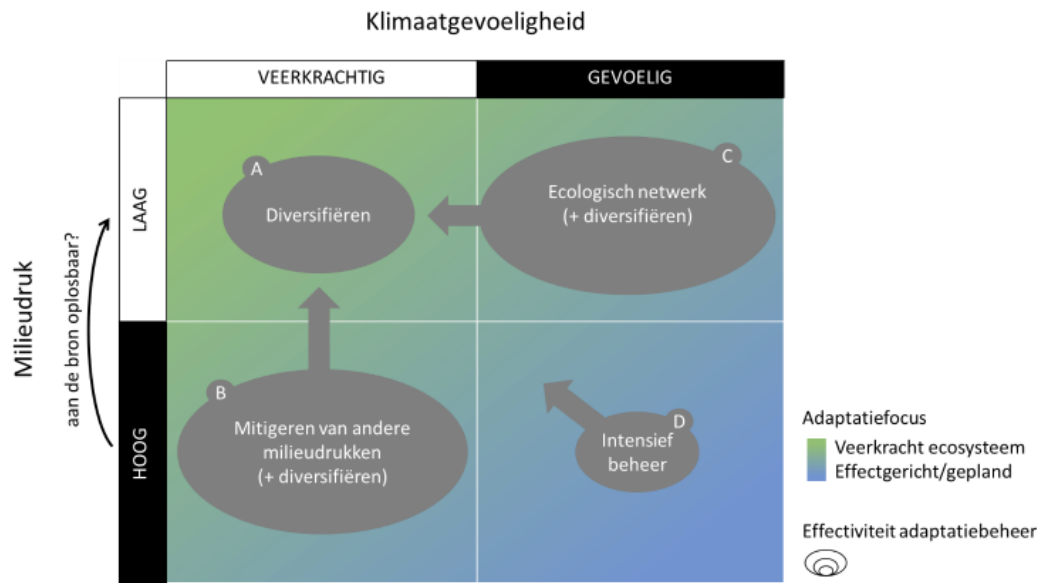 Klimaatgevoeligheid
VEERKRACHTIG
GEVOELIG
Milieudruk
aan de bron oplosbaar?
LAAG
HOOG
A
Diversifiëren
C
Ecologisch netwerk
(+ diversifiëren)
B
Mitigeren van andere
milieudrukken
(+ diversifiëren)
D
Intensief
beheer
Adaptatiefocus
Veerkracht ecosysteem
Effectgericht/gepland
Effectiviteit adaptatiebeheer